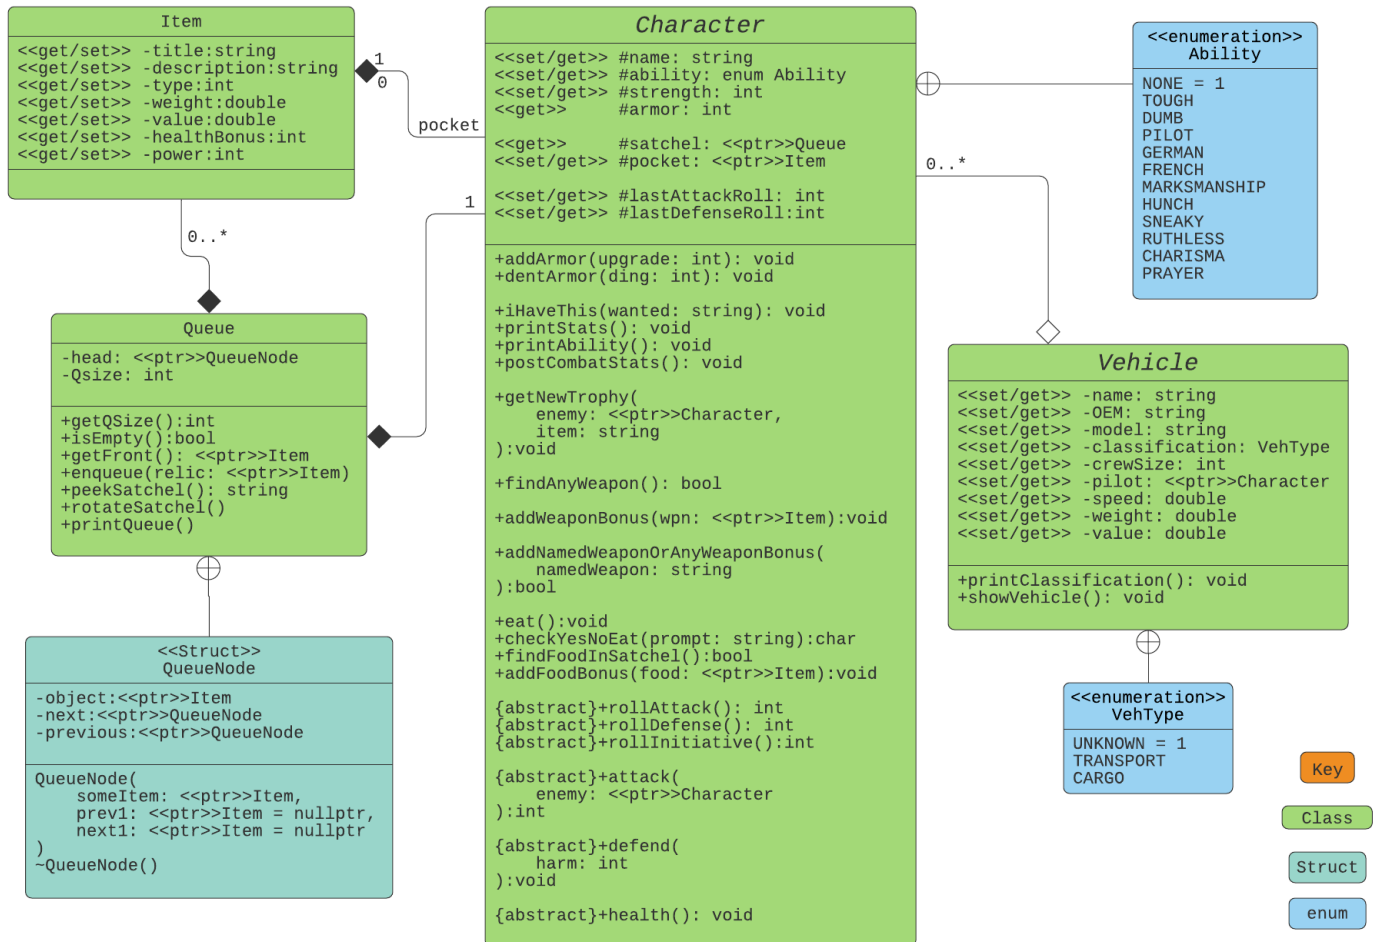 Item
<<get/set>> -title:string
<<get/set>> -description:string
<<get/set>> -type:int
<<get/set>> -weight:double
<<get/set>> -value:double
<<get/set>> -healthBonus:int
<<get/set>> -power:int
1
0
pocket
0..*
1
Queue
-head: <<ptr>>QueueNode
-Qsize: int
+getQSize():int
+isEmpty():bool
+getFront(): <<ptr>>Item
+enqueue(relic: <<ptr>>Item)
+peekSatchel(): string
+rotateSatchel()
+printQueue()
<<Struct>>
QueueNode
-object:<<ptr>>Item
-next:<<ptr>>QueueNode
-previous:<<ptr>>QueueNode
QueueNode(
someItem: <<ptr>>Item,
prev1: <<ptr>>Item = nullptr,
next1: <<ptr>>Item = nullptr
)
~QueueNode()
Character
<<set/get>> #name: string
<<set/get>> #ability: enum Ability
<<set/get>> #strength: int
<<get>> #armor: int
<<get>> #satchel: <<ptr>>Queue
<<set/get>> #pocket: <<ptr>>Item
<<set/get>> #lastAttackRoll: int
<<set/get>> #lastDefenseRoll:int
+addArmor(upgrade: int): void
+dentArmor(ding: int): void
+iHaveThis(wanted: string): void
+printStats(): void
+printAbility(): void
+postCombatStats(): void
+getNewTrophy(
enemy: <<ptr>>Character,
item: string
):void
+findAnyWeapon(): bool
+addWeaponBonus(wpn: <<ptr>>Item):void
+addNamedWeaponOrAnyWeaponBonus(
namedWeapon: string
):bool
+eat():void
+checkYesNoEat(prompt: string):char
+findFoodInSatchel():bool
+addFoodBonus(food: <<ptr>>Item):void
{abstract}+rollAttack(): int
{abstract}+rollDefense(): int
{abstract}+rollInitiative():int
{abstract}+attack(
enemy: <<ptr>>Character
):int
{abstract}+defend(
harm: int
):void
{abstract}+health(): void
<<enumeration>>
Ability
NONE = 1
TOUGH
DUMB
PILOT
GERMAN
FRENCH
MARKSMANSHIP
HUNCH
SNEAKY
RUTHLESS
CHARISMA
PRAYER
0..*
Vehicle
<<set/get>> -name: string
<<set/get>> -OEM: string
<<set/get>> -model: string
<<set/get>> -classification: VehType
<<set/get>> -crewSize: int
<<set/get>> -pilot: <<ptr>>Character
<<set/get>> -speed: double
<<set/get>> -weight: double
<<set/get>> -value: double
+printClassification(): void
+showVehicle(): void
<<enumeration>>
VehType
UNKNOWN = 1
TRANSPORT
CARGO
Key
Class
Struct
enum